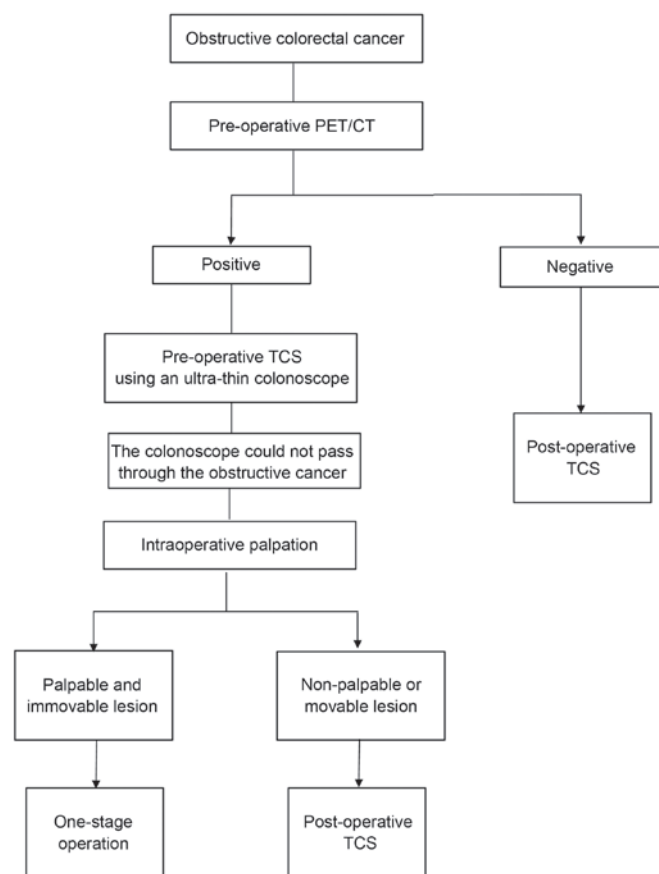 Obstructive colorectal cancer
Pre-operative PET/CT
Positive
Negative
Pre-operative TCS
using an ultra-thin colonoscope
The colonoscope could not pass
through the obstructive cancer
Post-operative
TCS
Intraoperative palpation
Palpable and
immovable lesion
Non-palpable or
movable lesion
One-stage
operation
Post-operative
TCS